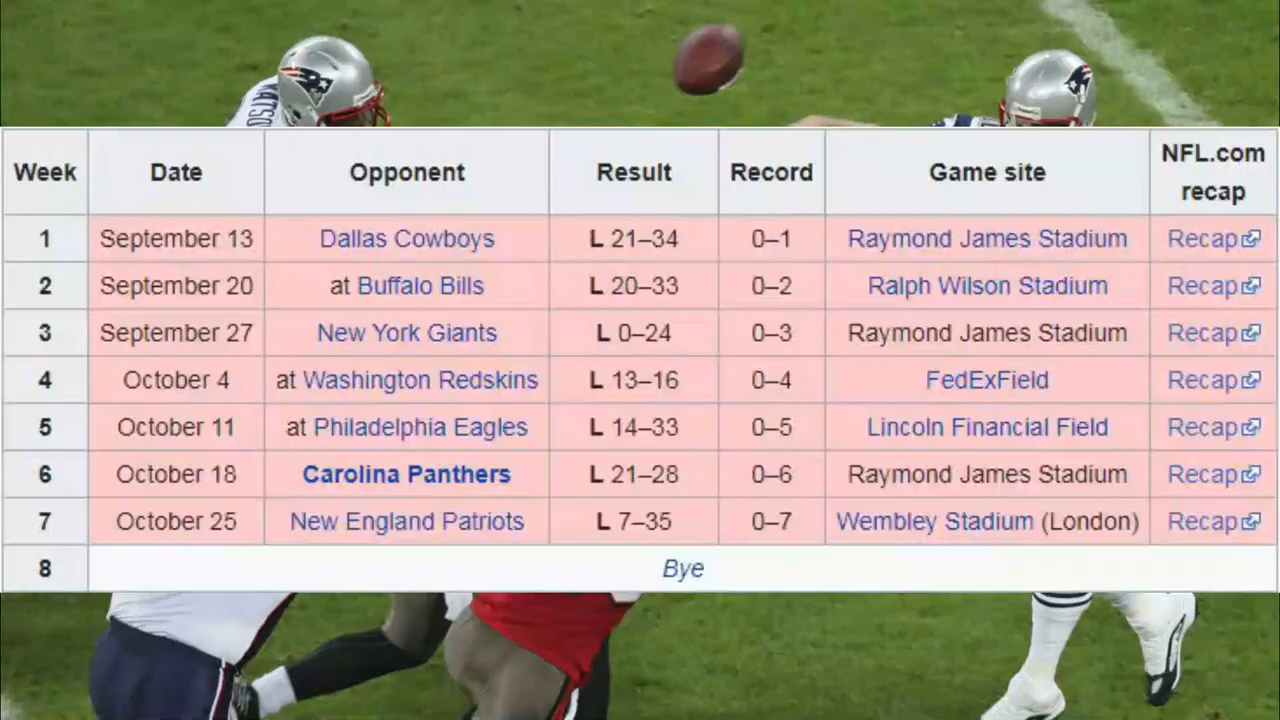 WATSO
Week Date Opponent Result Record Game site NFL.com recap
1 September 13 Dallas Cowboys L 21–34 0–1 Raymond James Stadium Recap
2 September 20 at Buffalo Bills L 20–33 0–2 Ralph Wilson Stadium Recap
3 September 27 New York Giants L 0–24 0–3 Raymond James Stadium Recap
4 October 4 at Washington Redskins L 13–16 0–4 FedExField Recap
5 October 11 at Philadelphia Eagles L 14–33 0–5 Lincoln Financial Field Recap
6 October 18 Carolina Panthers L 21–28 0–6 Raymond James Stadium Recap
7 October 25 New England Patriots L 7–35 0–7 Wembley Stadium (London) Recap
8 Bye